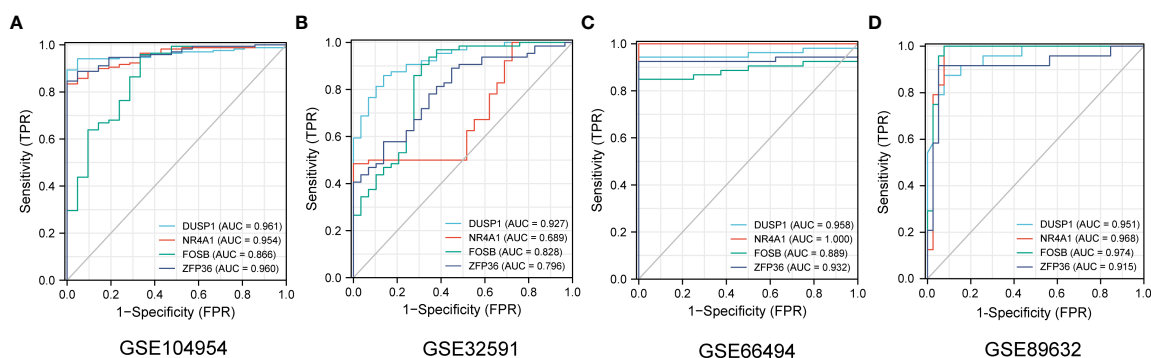 A
Sensitivity (TPR)
1.0
0.8
0.6
0.4
0.2
0.0
DUSP1 (AUC = 0.961)
NR4A1 (AUC = 0.954)
FOSB (AUC = 0.866)
ZFP36 (AUC = 0.960)
0.0 0.2 0.4 0.6 0.8 1.0
1−Specificity (FPR)
GSE104954
B
Sensitivity (TPR)
1.0
0.8
0.6
0.4
0.2
0.0
DUSP1 (AUC = 0.927)
NR4A1 (AUC = 0.689)
FOSB (AUC = 0.828)
ZFP36 (AUC = 0.796)
0.0 0.2 0.4 0.6 0.8 1.0
1−Specificity (FPR)
GSE32591
C
Sensitivity (TPR)
1.0
0.8
0.6
0.4
0.2
0.0
DUSP1 (AUC = 0.958)
NR4A1 (AUC = 1.000)
FOSB (AUC = 0.889)
ZFP36 (AUC = 0.932)
0.0 0.2 0.4 0.6 0.8 1.0
1−Specificity (FPR)
GSE66494
D
Sensitivity (TPR)
1.0
0.8
0.6
0.4
0.2
0.0
DUSP1 (AUC = 0.951)
NR4A1 (AUC = 0.968)
FOSB (AUC = 0.974)
ZFP36 (AUC = 0.915)
0.0 0.2 0.4 0.6 0.8 1.0
1-Specificity (FPR)
GSE89632